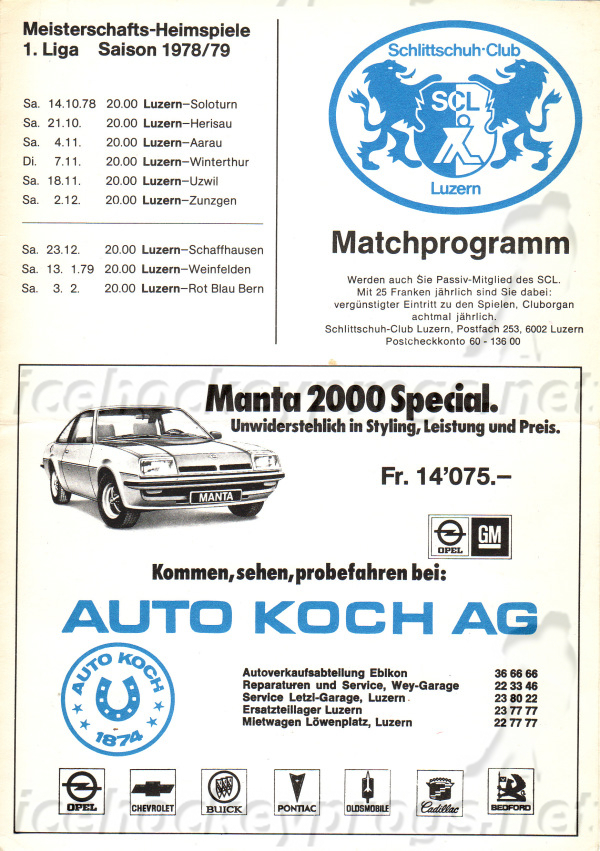 Meisterschafts-Heimspiele
1. Liga Saison 1978/79
Sa. 14.10.78 20.00 Luzern–Soloturn
Sa. 21.10. 20.00 Luzern–Herisau
Sa. 4.11. 20.00 Luzern–Aarau
Di. 7.11. 20.00 Luzern–Winterthur
Sa. 18.11. 20.00 Luzern–Uzwil
Sa. 2.12. 20.00 Luzern–Zunzgen
Sa. 23.12. 20.00 Luzern–Schaffhausen
Sa. 13. 1.79 20.00 Luzern–Weinfelden
Sa. 3. 2. 20.00 Luzern–Rot Blau Bern
Schlittschuh-Club
SCL
Luzern
Matchprogramm
Werden auch Sie Passiv-Mitglied des SCL.
Mit 25 Franken jährlich sind Sie dabei:
vergünstigter Eintritt zu den Spielen, Cluborgan
achtmal jährlich.
Schlittschuh-Club Luzern, Postfach 253, 6002 Luzern
Postcheckkonto 60 - 136 00
icehockeyprogs.net
Manta 2000 Special.
Unwiderstehlich in Styling, Leistung und Preis.
MANTA
Fr. 14'075.–
OPEL GM
Kommen, sehen, probefahren bei:
AUTO KOCH AG
AUTO KOCH
1874
Autoverkaufsabteilung Ebikon 36 66 66
Reparaturen und Service, Wey-Garage 22 33 46
Service Letzi-Garage, Luzern 23 80 22
Ersatzteillager Luzern 23 77 77
Mietwagen Löwenplatz, Luzern 22 77 77
OPEL CHEVROLET BUICK PONTIAC OLDSMOBILE Cadillac BEDFORD
icehockeyprogs.net